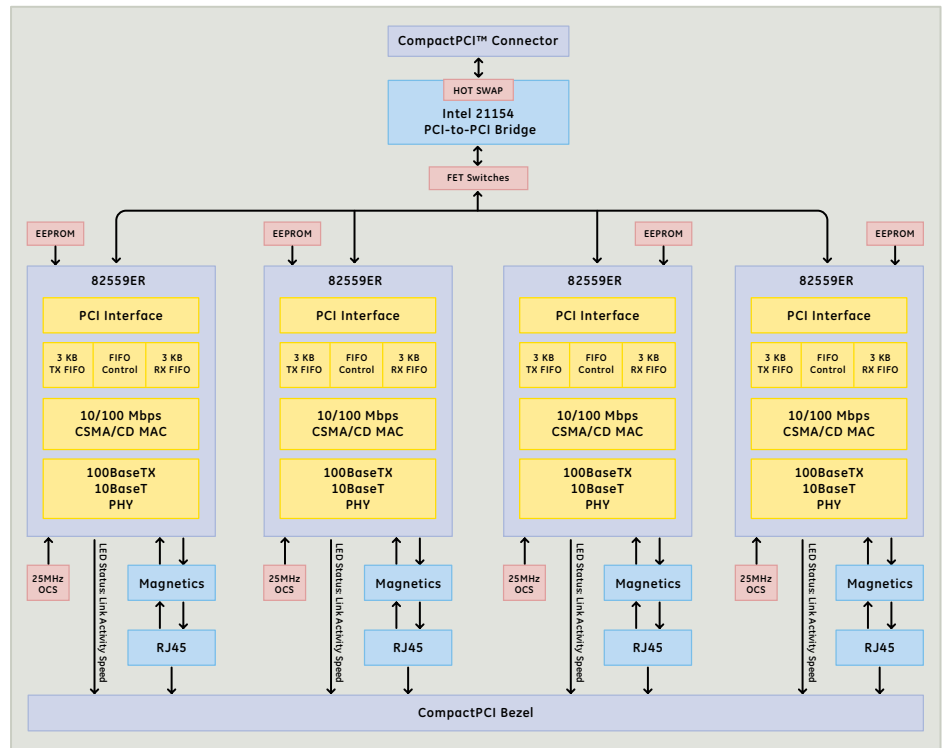 CompactPCI™ Connector
HOT SWAP
Intel 21154
PCI-to-PCI Bridge
FET Switches
EEPROM
EEPROM
EEPROM
EEPROM
82559ER
PCI Interface
3 KB
TX FIFO
FIFO
Control
3 KB
RX FIFO
10/100 Mbps
CSMA/CD MAC
100BaseTX
10BaseT
PHY
82559ER
PCI Interface
3 KB
TX FIFO
FIFO
Control
3 KB
RX FIFO
10/100 Mbps
CSMA/CD MAC
100BaseTX
10BaseT
PHY
82559ER
PCI Interface
3 KB
TX FIFO
FIFO
Control
3 KB
RX FIFO
10/100 Mbps
CSMA/CD MAC
100BaseTX
10BaseT
PHY
82559ER
PCI Interface
3 KB
TX FIFO
FIFO
Control
3 KB
RX FIFO
10/100 Mbps
CSMA/CD MAC
100BaseTX
10BaseT
PHY
25MHz
OCS
LED Status: Link Activity Speed
Magnetics
RJ45
25MHz
OCS
LED Status: Link Activity Speed
Magnetics
RJ45
25MHz
OCS
LED Status: Link Activity Speed
Magnetics
RJ45
25MHz
OCS
LED Status: Link Activity Speed
Magnetics
RJ45
CompactPCI Bezel